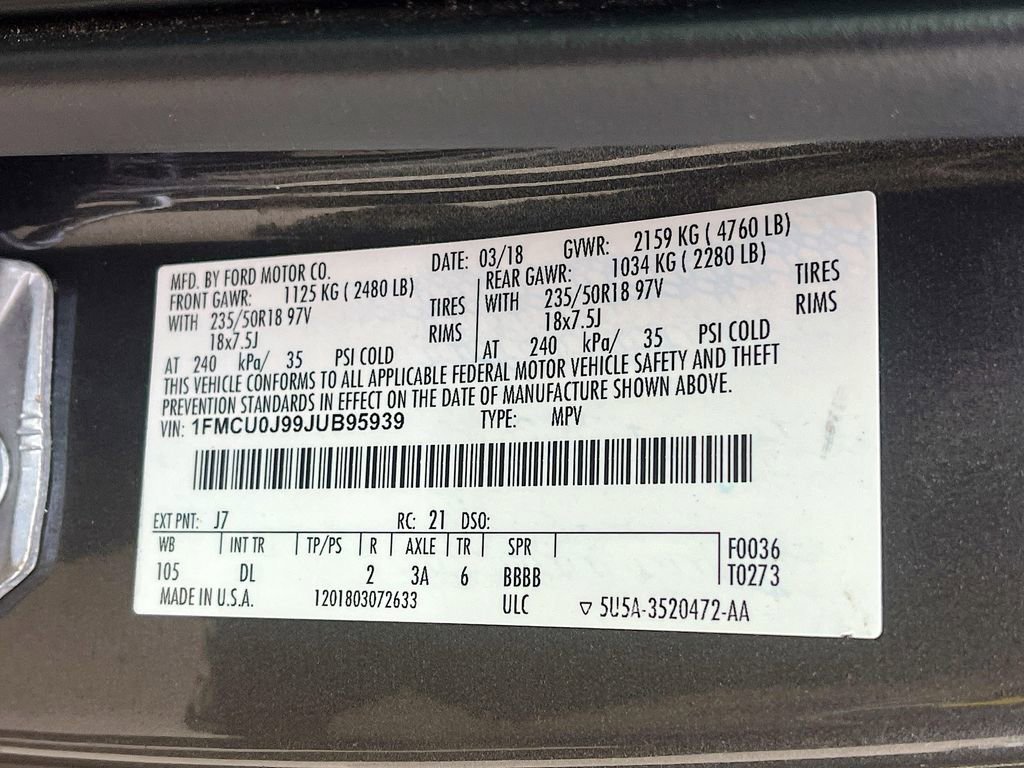 MFD. BY FORD MOTOR CO. DATE: 03/18 GVWR: 2159 KG ( 4760 LB)
FRONT GAWR: 1125 KG ( 2480 LB) REAR GAWR: 1034 KG ( 2280 LB)
WITH 235/50R18 97V TIRES WITH 235/50R18 97V TIRES
18x7.5J RIMS 18x7.5J RIMS
AT 240 kPa/ 35 PSI COLD AT 240 kPa/ 35 PSI COLD
THIS VEHICLE CONFORMS TO ALL APPLICABLE FEDERAL MOTOR VEHICLE SAFETY AND THEFT
PREVENTION STANDARDS IN EFFECT ON THE DATE OF MANUFACTURE SHOWN ABOVE.
VIN: 1FMCU0J99JUB95939 TYPE: MPV
EXT PNT: J7 RC: 21 DSO:
WB INT TR TP/PS R AXLE TR SPR F0036
105 DL 2 3A 6 BBBB T0273
MADE IN U.S.A. 1201803072633 ULC ▽ 5U5A-3520472-AA